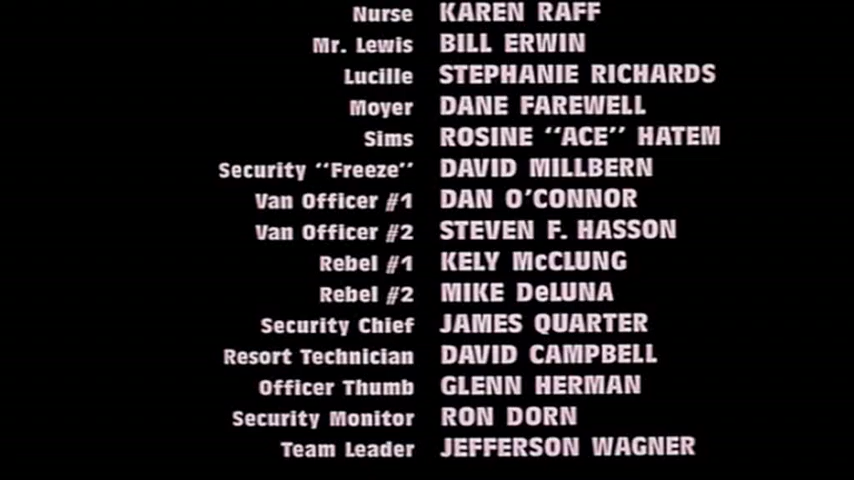 Nurse KAREN RAFF
Mr. Lewis BILL ERWIN
Lucille STEPHANIE RICHARDS
Moyer DANE FAREWELL
Sims ROSINE "ACE" HATEM
Security "Freeze" DAVID MILLBERN
Van Officer #1 DAN O'CONNOR
Van Officer #2 STEVEN F. HASSON
Rebel #1 KELY McCLUNG
Rebel #2 MIKE DeLUNA
Security Chief JAMES QUARTER
Resort Technician DAVID CAMPBELL
Officer Thumb GLENN HERMAN
Security Monitor RON DORN
Team Leader JEFFERSON WAGNER